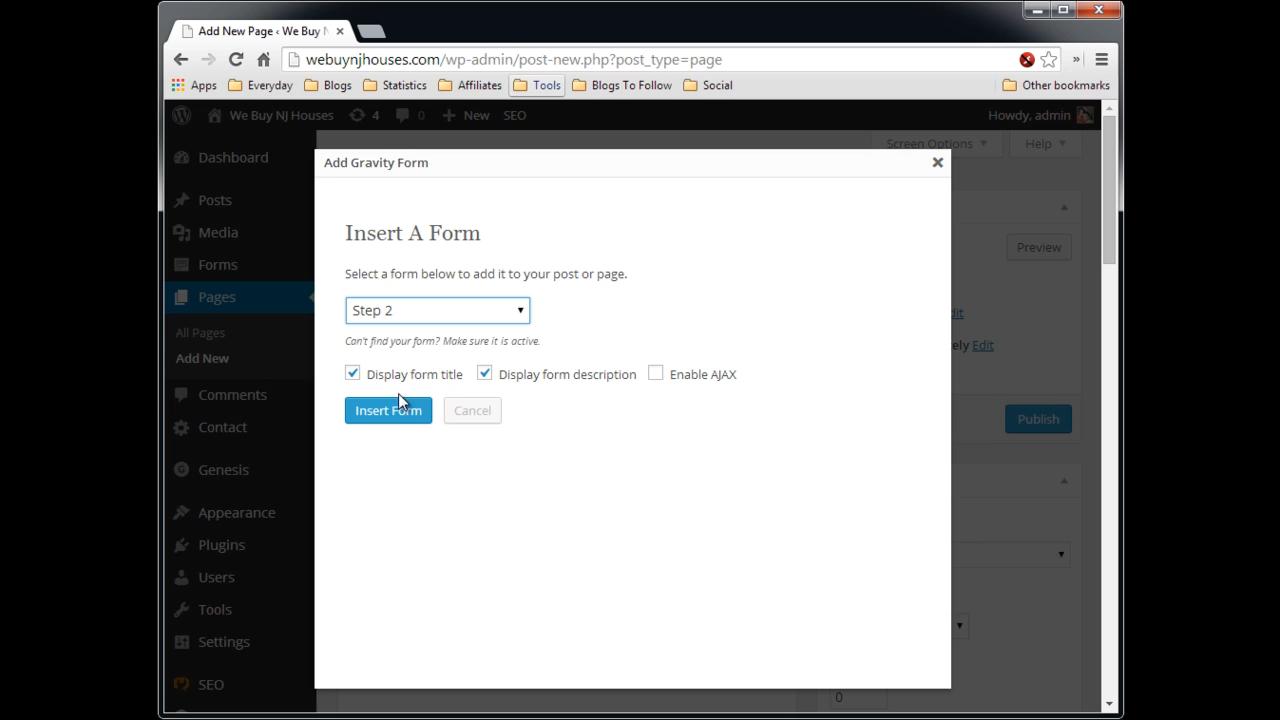 Add New Page ‹ We Buy N
webuynjhouses.com/wp-admin/post-new.php?post_type=page
Apps Everyday Blogs Statistics Affiliates Tools Blogs To Follow Social Other bookmarks
We Buy NJ Houses 4 0 New SEO Howdy, admin
Screen Options Help
Dashboard
Posts
Media
Forms
Pages
All Pages
Add New
Comments
Contact
Genesis
Appearance
Plugins
Users
Tools
Settings
SEO
Add Gravity Form
Insert A Form
Select a form below to add it to your post or page.
Step 2
Can't find your form? Make sure it is active.
Display form title Display form description Enable AJAX
Insert Form Cancel
Preview
dit
ely Edit
Publish
0